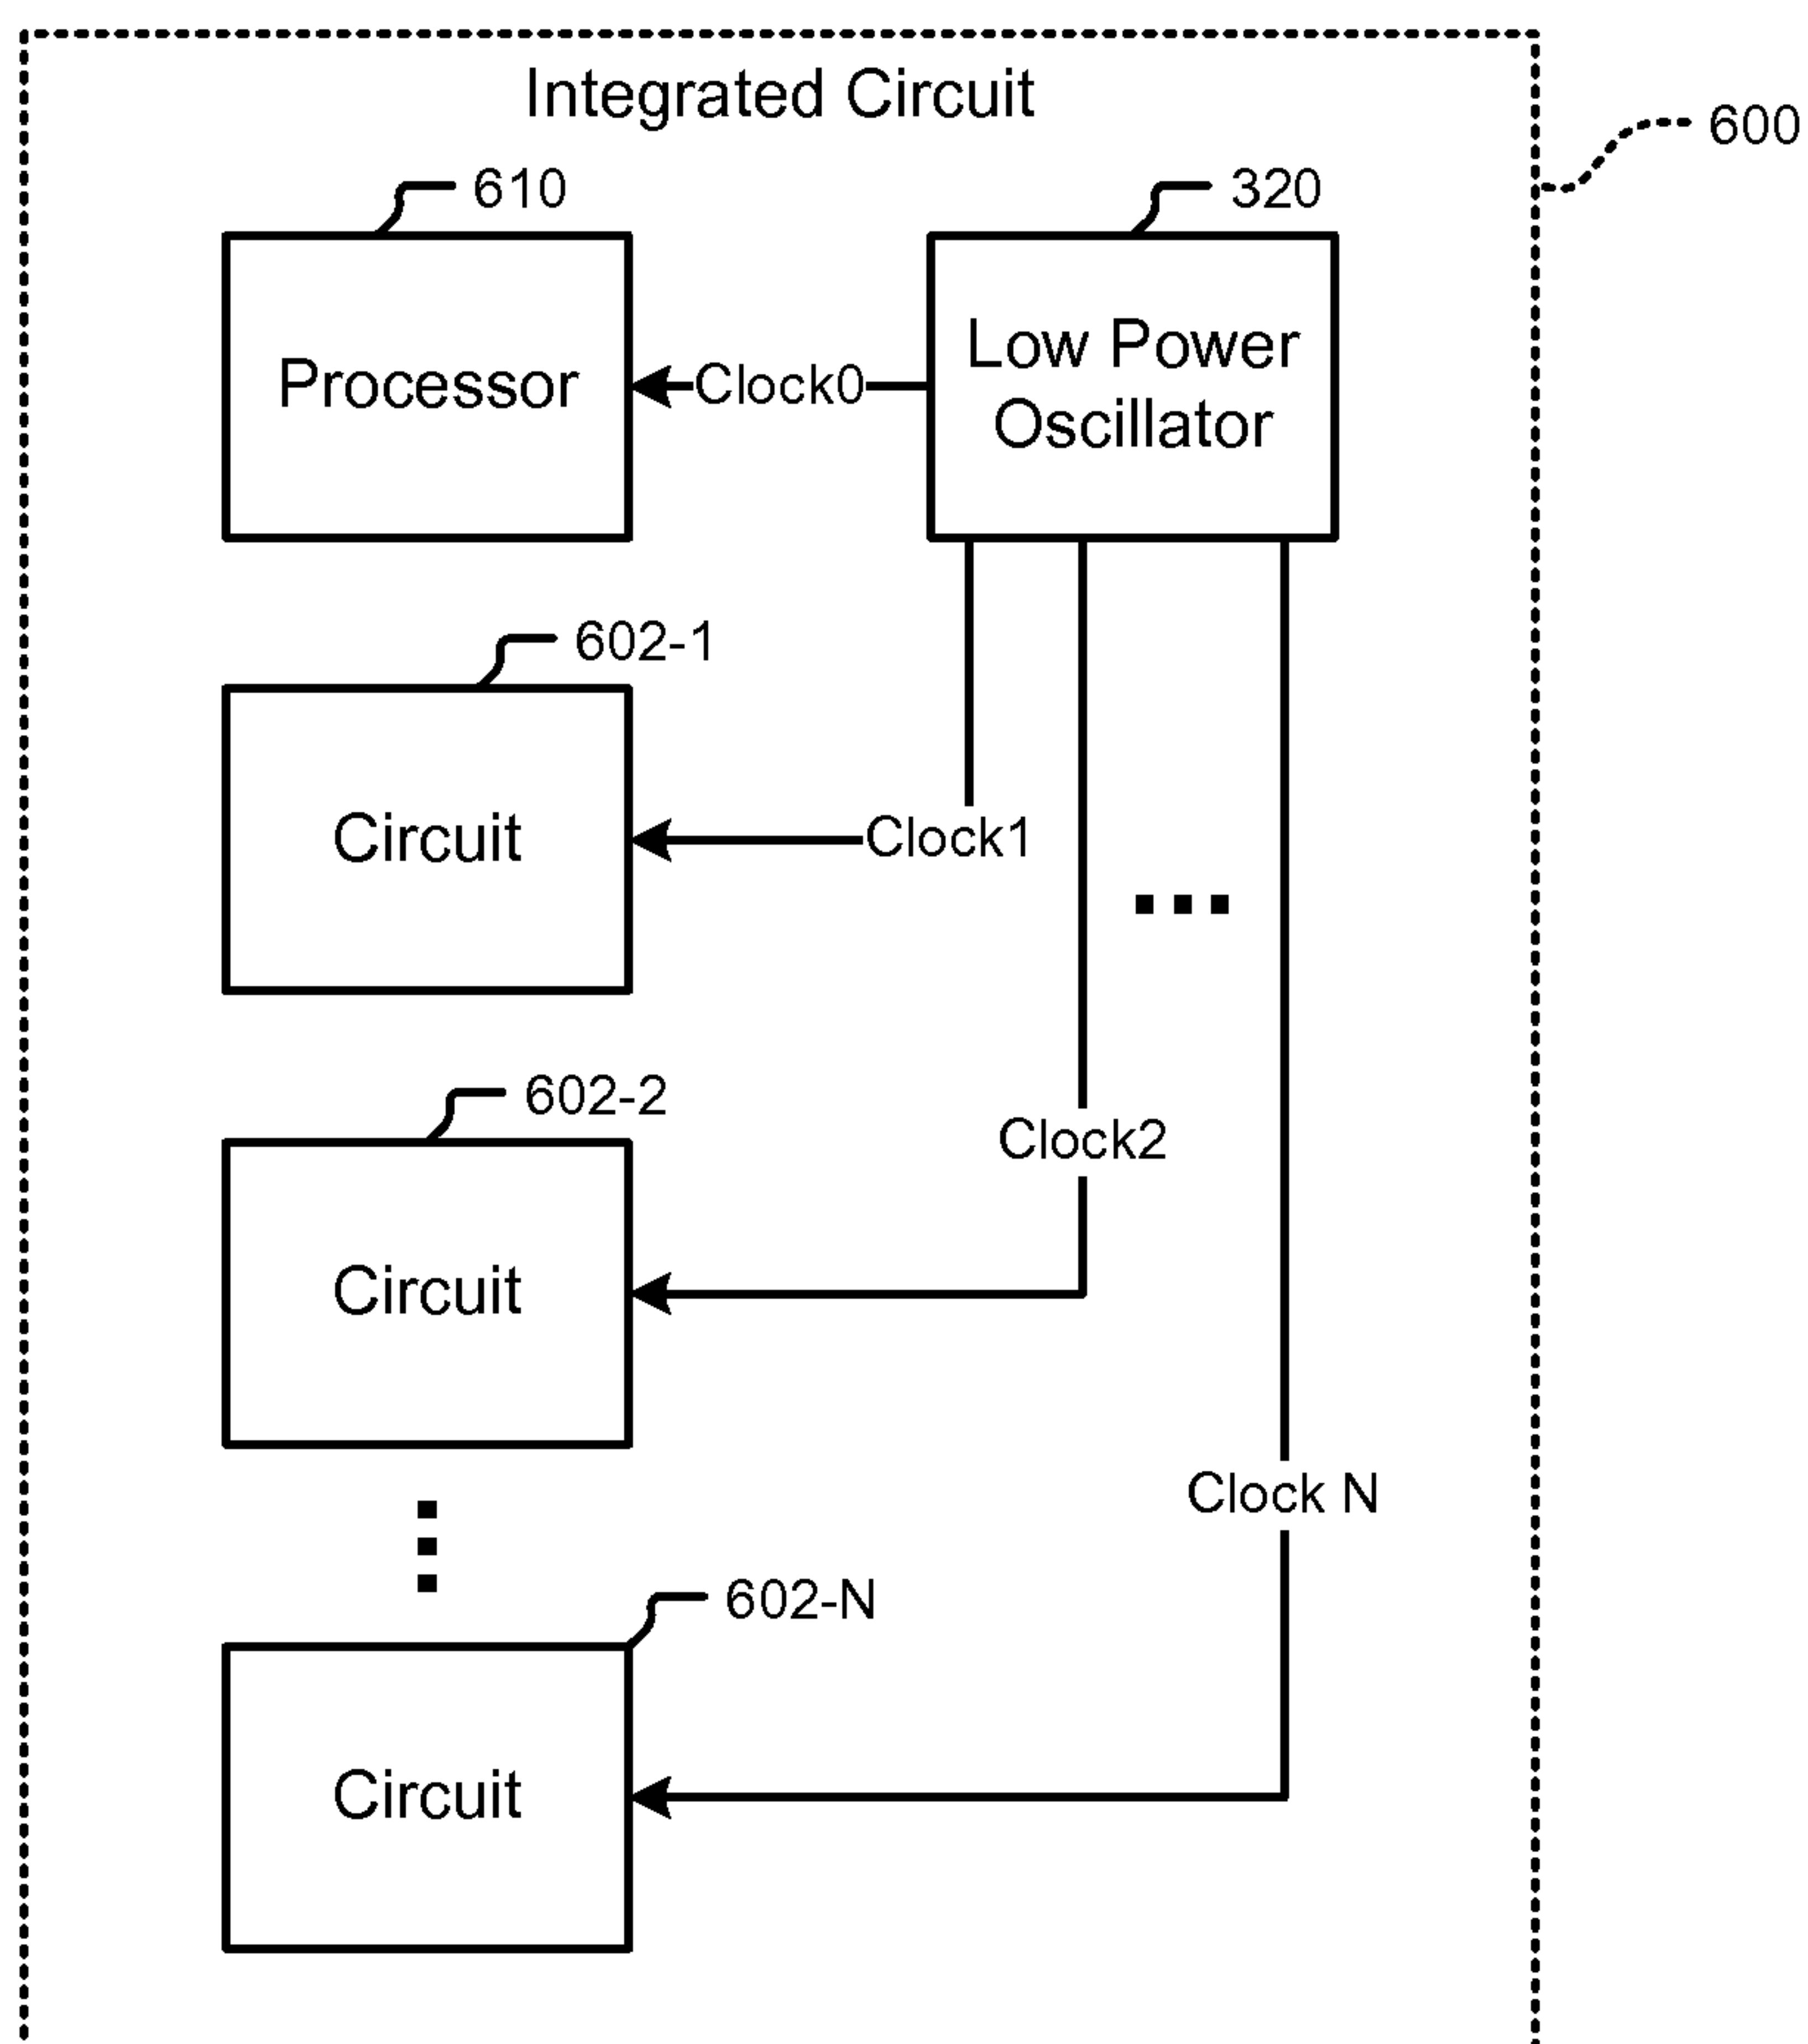 Integrated Circuit
600
610
320
Processor
Clock0
Low Power
Oscillator
602-1
Circuit
Clock1
602-2
Clock2
Circuit
Clock N
602-N
Circuit